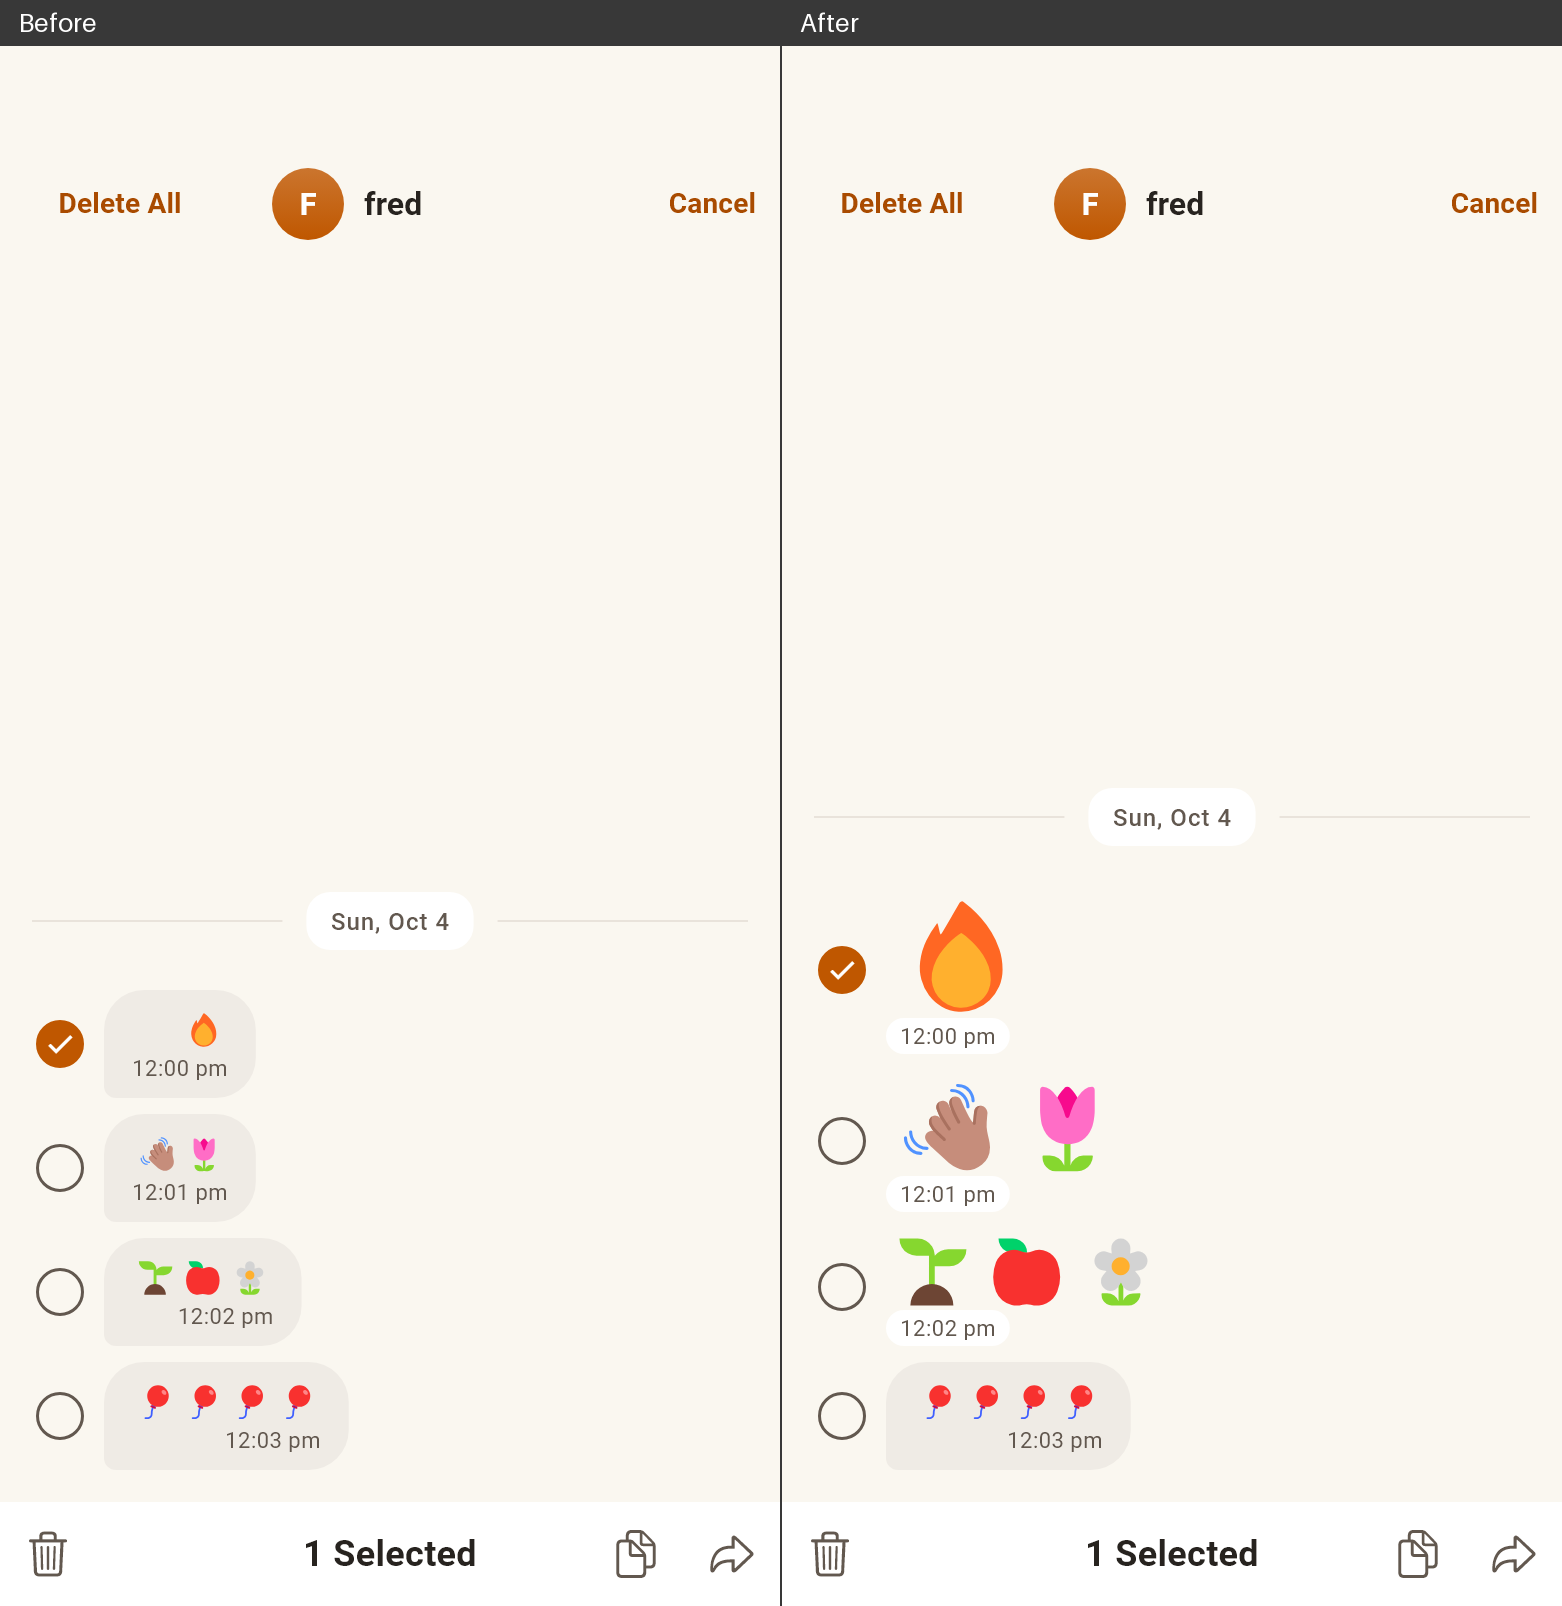 Before
After
Delete All
F
fred
Cancel
Sun, Oct 4
🔥
12:00 pm
👋🏽 🌷
12:01 pm
🌱 🍎 🌼
12:02 pm
🎈 🎈 🎈 🎈
12:03 pm
1 Selected
Delete All
F
fred
Cancel
Sun, Oct 4
🔥
12:00 pm
👋🏽 🌷
12:01 pm
🌱 🍎 🌼
12:02 pm
🎈 🎈 🎈 🎈
12:03 pm
1 Selected